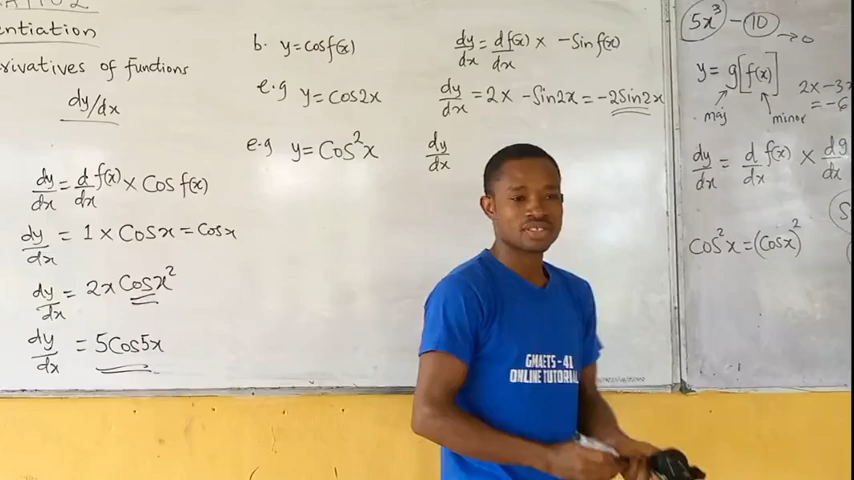 entiation
rivatives of functions
dy/dx
dy/dx = d/dx f(x) × Cos f(x)
dy/dx = 1 × Cosx = Cosx
dy/dx = 2x Cosx²
dy/dx = 5Cos5x
b. y = cosf(x)
e.g y = Cos2x
e.g y = Cos²x
dy/dx = df(x)/dx × -Sin f(x)
dy/dx = 2 × -Sin2x = -2Sin2x
dy/dx
5x³ - 10 → 0
y = g[f(x)]
maj minor
2x - 3x
= -6
dy/dx = d/dx f(x) × dg/dx
Cos²x = (Cosx)²
GMAETS-41
ONLINE TUTORIAL